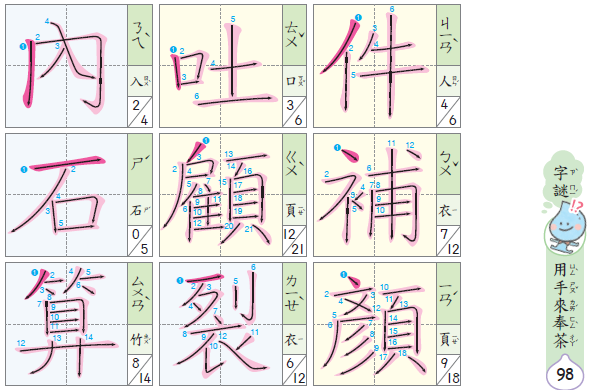 內 ㄋㄟˋ 入 2/4
吐 ㄊㄨˇ 口 3/6
件 ㄐㄧㄢˋ 人 4/6
石 ㄕˊ 石 0/5
顧 ㄍㄨˋ 頁 12/21
補 ㄅㄨˇ 衣 7/12
算 ㄙㄨㄢˋ 竹 8/14
裂 ㄌㄧㄝˋ 衣 6/12
顏 ㄧㄢˊ 頁 9/18
字謎
!?
用手來奉茶
98